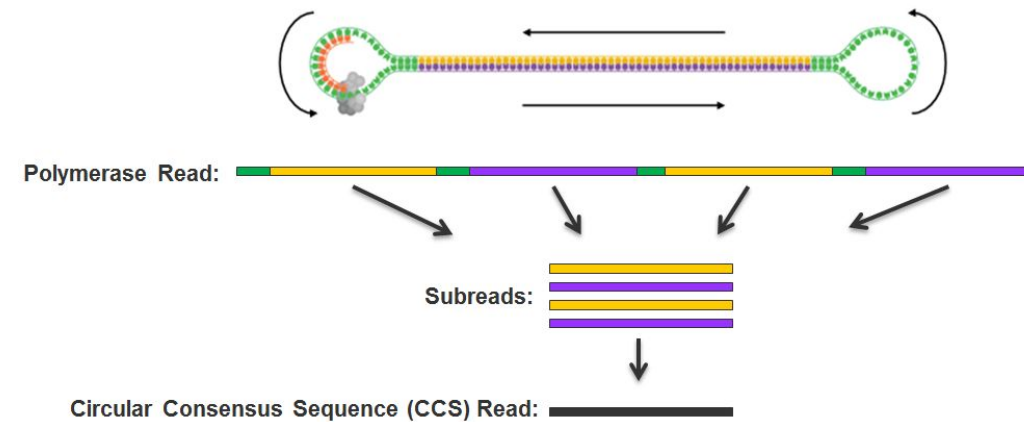 Polymerase Read:
Subreads:
Circular Consensus Sequence (CCS) Read: